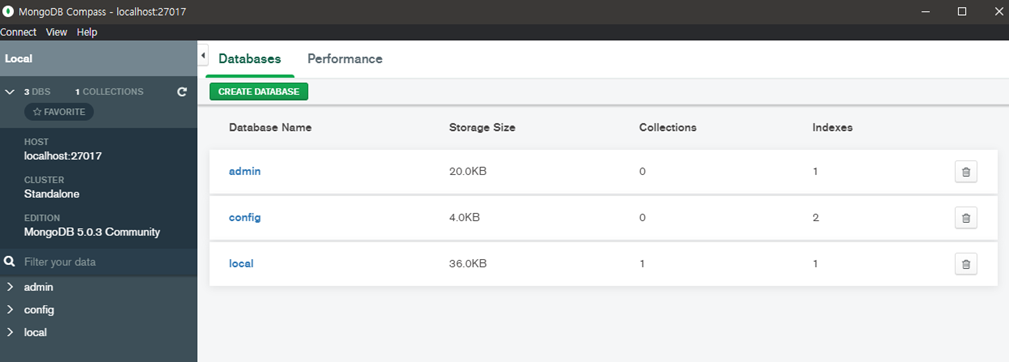 MongoDB Compass - localhost:27017
Connect View Help
Local
3 DBS 1 COLLECTIONS
FAVORITE
HOST
localhost:27017
CLUSTER
Standalone
EDITION
MongoDB 5.0.3 Community
Filter your data
admin
config
local
Databases Performance
CREATE DATABASE
Database Name Storage Size Collections Indexes
admin 20.0KB 0 1
config 4.0KB 0 2
local 36.0KB 1 1